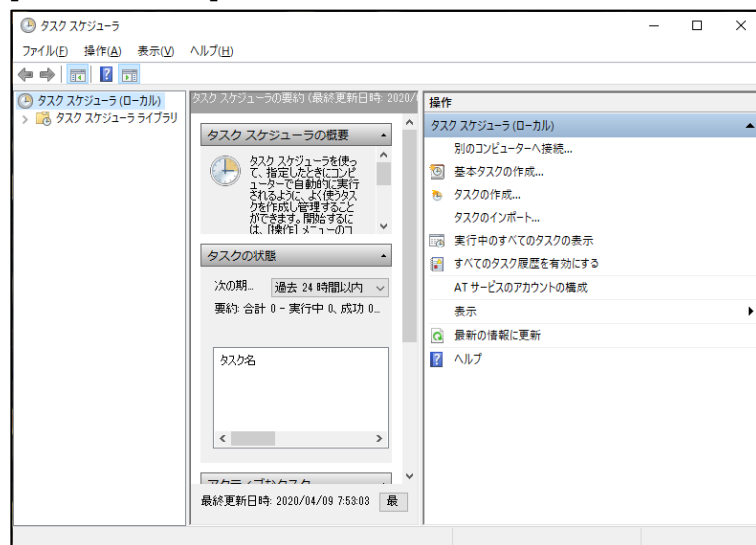 タスク スケジューラ
ファイル(F) 操作(A) 表示(V) ヘルプ(H)
タスク スケジューラ (ローカル)
タスク スケジューラ ライブラリ
タスク スケジューラの要約 (最終更新日時: 2020/
タスク スケジューラの概要
タスク スケジューラを使っ
て、指定したときにコンピ
ューターで自動的に実行
されるように、よく使うタス
クを作成し管理すること
ができます。開始するに
は、[操作] メニューのコ
タスクの状態
次の期... 過去 24 時間以内
要約: 合計 0 - 実行中 0、成功 0...
タスク名
アクティブなタスク
最終更新日時: 2020/04/09 7:53:03 最
操作
タスク スケジューラ (ローカル)
別のコンピューターへ接続...
基本タスクの作成...
タスクの作成...
タスクのインポート...
実行中のすべてのタスクの表示
すべてのタスク履歴を有効にする
AT サービスのアカウントの構成
表示
最新の情報に更新
ヘルプ